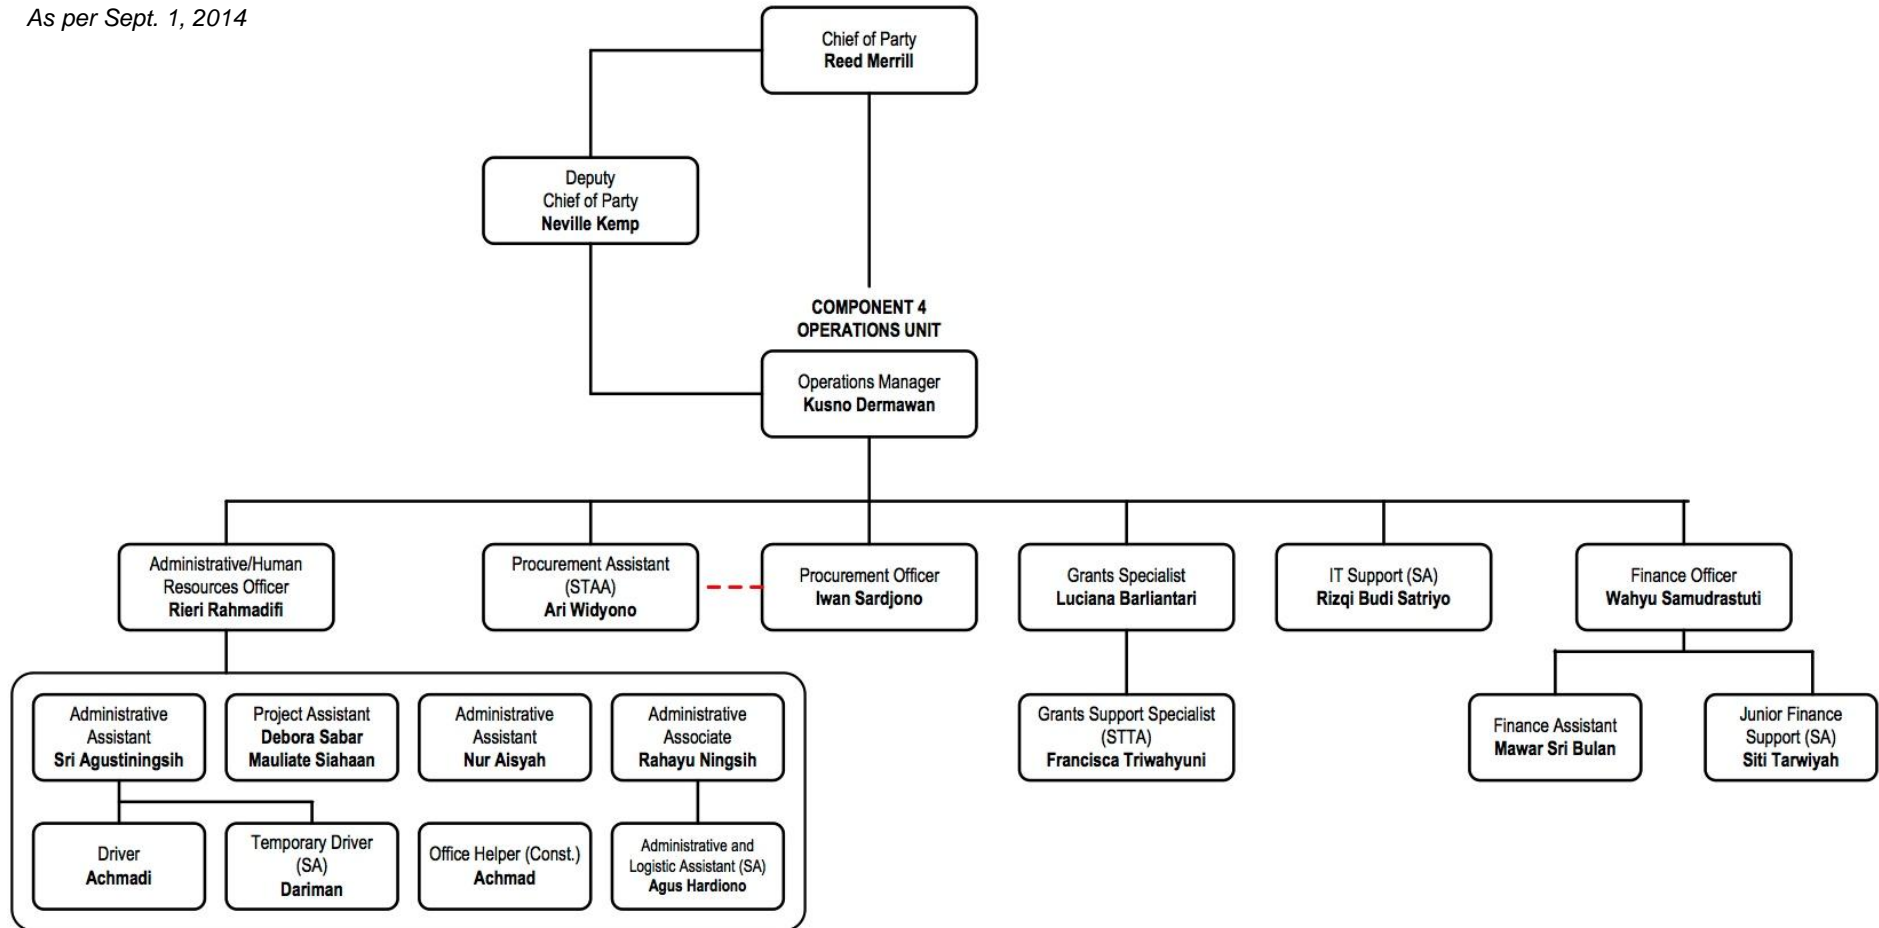 As per Sept. 1, 2014
Chief of Party
Reed Merrill
Deputy
Chief of Party
Neville Kemp
COMPONENT 4
OPERATIONS UNIT
Operations Manager
Kusno Dermawan
Administrative/Human
Resources Officer
Rieri Rahmadifi
Procurement Assistant
(STAA)
Ari Widyono
Procurement Officer
Iwan Sardjono
Grants Specialist
Luciana Barliantari
IT Support (SA)
Rizqi Budi Satriyo
Finance Officer
Wahyu Samudrastuti
Administrative
Assistant
Sri Agustiningsih
Project Assistant
Debora Sabar
Mauliate Siahaan
Administrative
Assistant
Nur Aisyah
Administrative
Associate
Rahayu Ningsih
Grants Support Specialist
(STTA)
Francisca Triwahyuni
Finance Assistant
Mawar Sri Bulan
Junior Finance
Support (SA)
Siti Tarwiyah
Driver
Achmadi
Temporary Driver
(SA)
Dariman
Office Helper (Const.)
Achmad
Administrative and
Logistic Assistant (SA)
Agus Hardiono